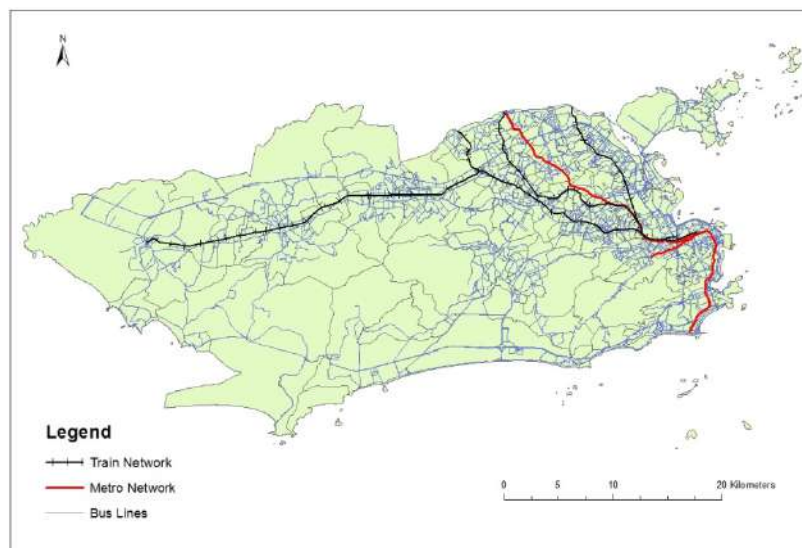 N
Legend
Train Network
Metro Network
Bus Lines
0 5 10 20 Kilometers